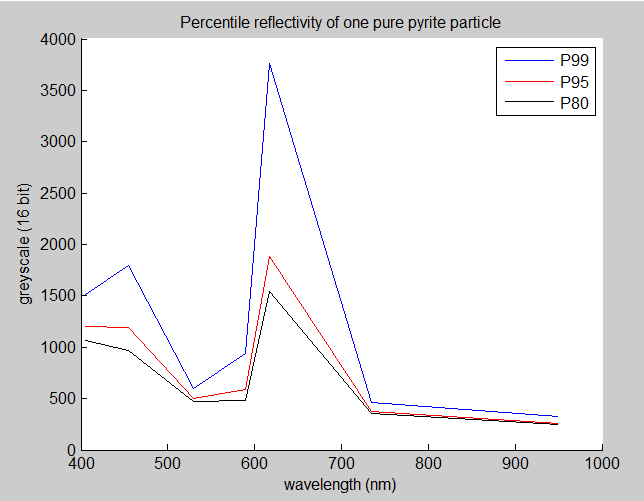 Percentile reflectivity of one pure pyrite particle
4000
3500
3000
2500
2000
1500
1000
500
0
greyscale (16 bit)
P99
P95
P80
400 500 600 700 800 900 1000
wavelength (nm)